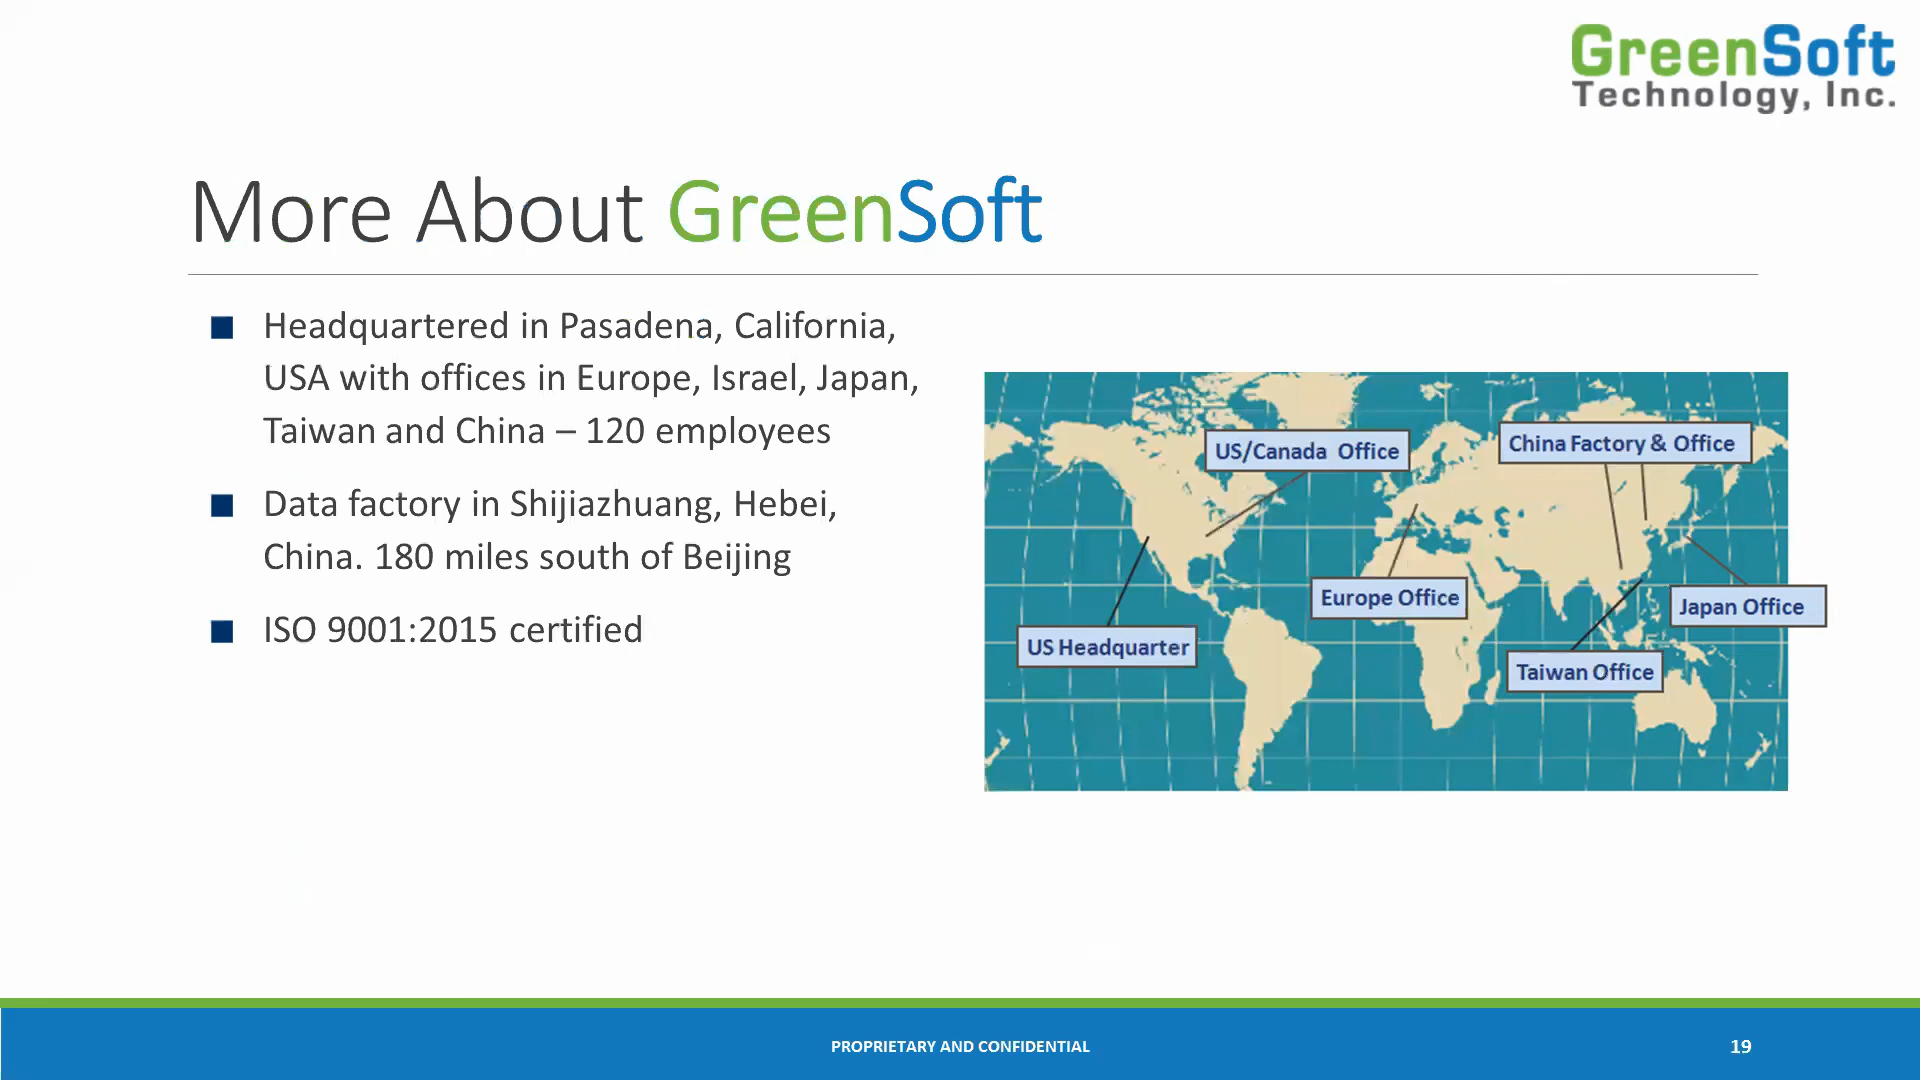 GreenSoft
Technology, Inc.
More About GreenSoft
Headquartered in Pasadena, California,
USA with offices in Europe, Israel, Japan,
Taiwan and China – 120 employees
Data factory in Shijiazhuang, Hebei,
China. 180 miles south of Beijing
ISO 9001:2015 certified
US/Canada Office
China Factory & Office
Europe Office
Japan Office
US Headquarter
Taiwan Office
PROPRIETARY AND CONFIDENTIAL
19